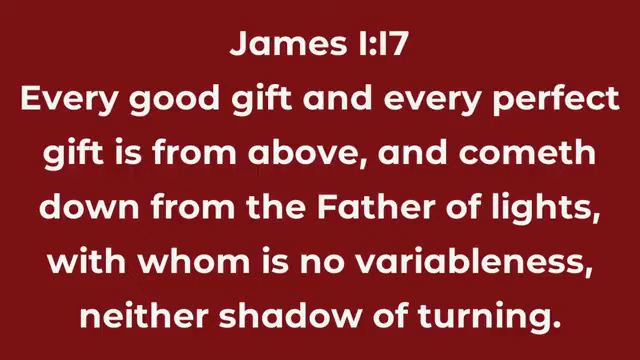 James 1:17
Every good gift and every perfect
gift is from above, and cometh
down from the Father of lights,
with whom is no variableness,
neither shadow of turning.